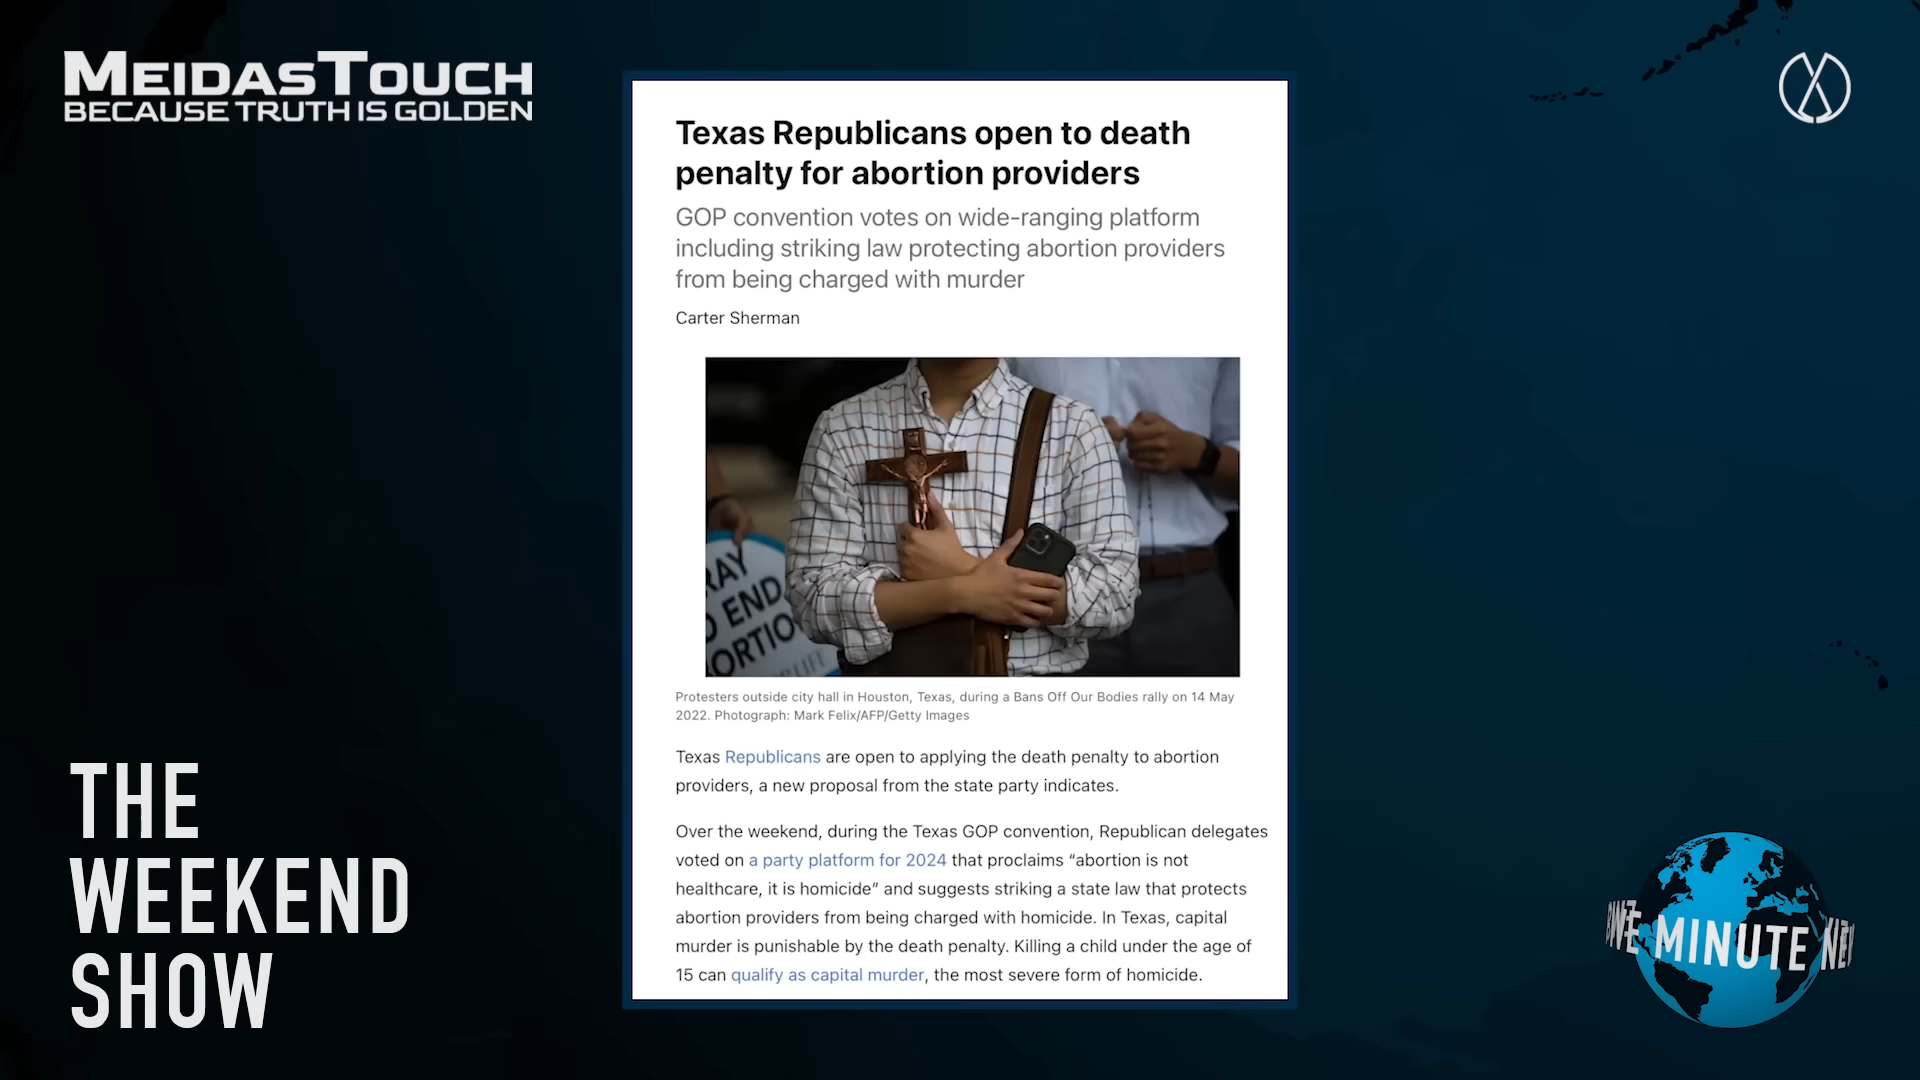 MEIDASTOUCH
BECAUSE TRUTH IS GOLDEN
Texas Republicans open to death
penalty for abortion providers
GOP convention votes on wide-ranging platform
including striking law protecting abortion providers
from being charged with murder
Carter Sherman
RAY
END
ORTIO
LIFE
Protesters outside city hall in Houston, Texas, during a Bans Off Our Bodies rally on 14 May
2022. Photograph: Mark Felix/AFP/Getty Images
Texas Republicans are open to applying the death penalty to abortion
providers, a new proposal from the state party indicates.
Over the weekend, during the Texas GOP convention, Republican delegates
voted on a party platform for 2024 that proclaims “abortion is not
healthcare, it is homicide” and suggests striking a state law that protects
abortion providers from being charged with homicide. In Texas, capital
murder is punishable by the death penalty. Killing a child under the age of
15 can qualify as capital murder, the most severe form of homicide.
THE
WEEKEND
SHOW
MINUTE